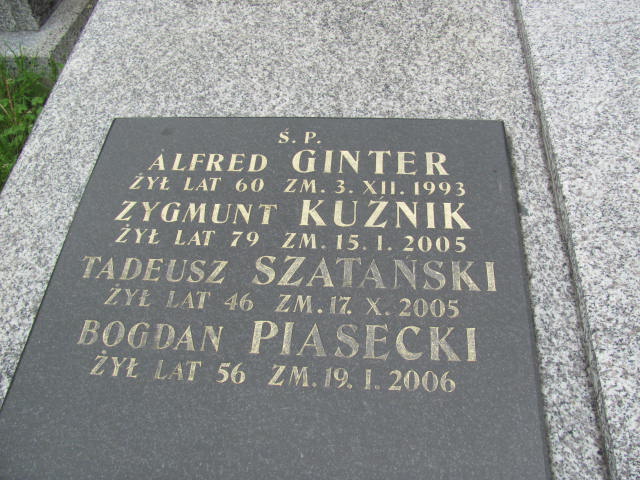 Ś. P.
ALFRED GINTER
ŻYŁ LAT 60 ZM. 3. XII. 1993
ZYGMUNT KUŹNIK
ŻYŁ LAT 79 ZM. 15. I. 2005
TADEUSZ SZATAŃSKI
ŻYŁ LAT 46 ZM. 17. X. 2005
BOGDAN PIASECKI
ŻYŁ LAT 56 ZM. 19. I. 2006